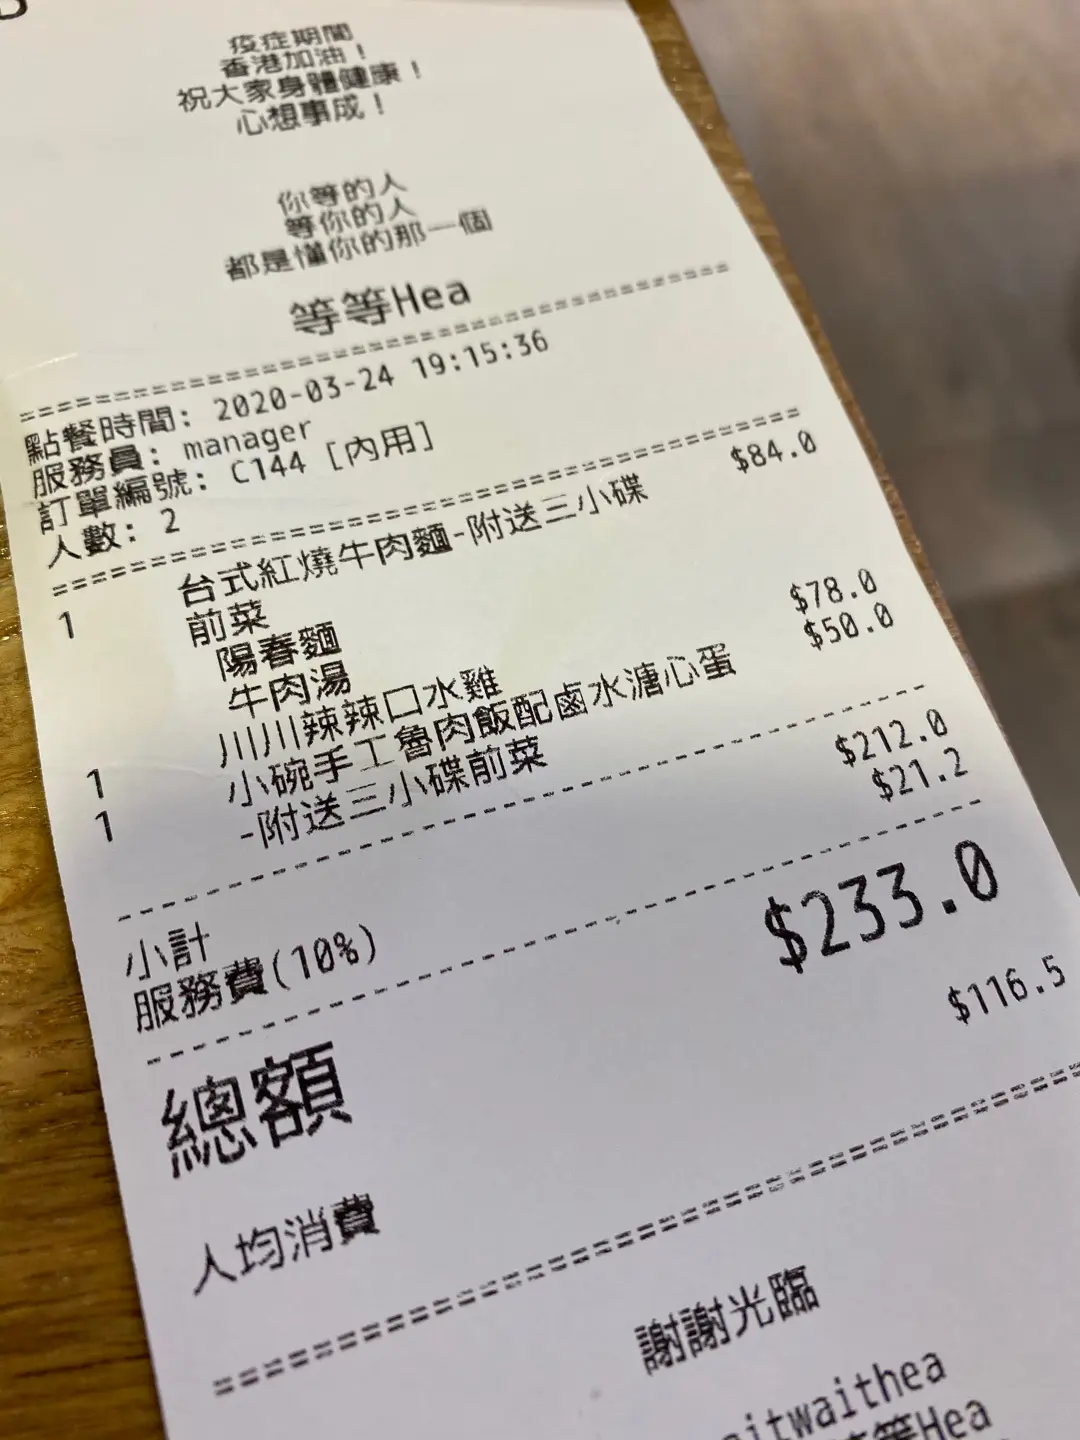 疫症期間
香港加油！
祝大家身體健康！
心想事成！
你等的人
等你的人
都是懂你的那一個
等等Hea
點餐時間: 2020-03-24 19:15:36
服務員: manager
訂單編號: C144 [內用]
人數: 2
1 台式紅燒牛肉麵-附送三小碟 $84.0
前菜
陽春麵
牛肉湯
1 川川辣辣口水雞 $78.0
1 小碗手工魯肉飯配鹵水溏心蛋 $50.0
-附送三小碟前菜
小計 $212.0
服務費(10%) $21.2
總額 $233.0
人均消費 $116.5
謝謝光臨
itwaithea
等Hea